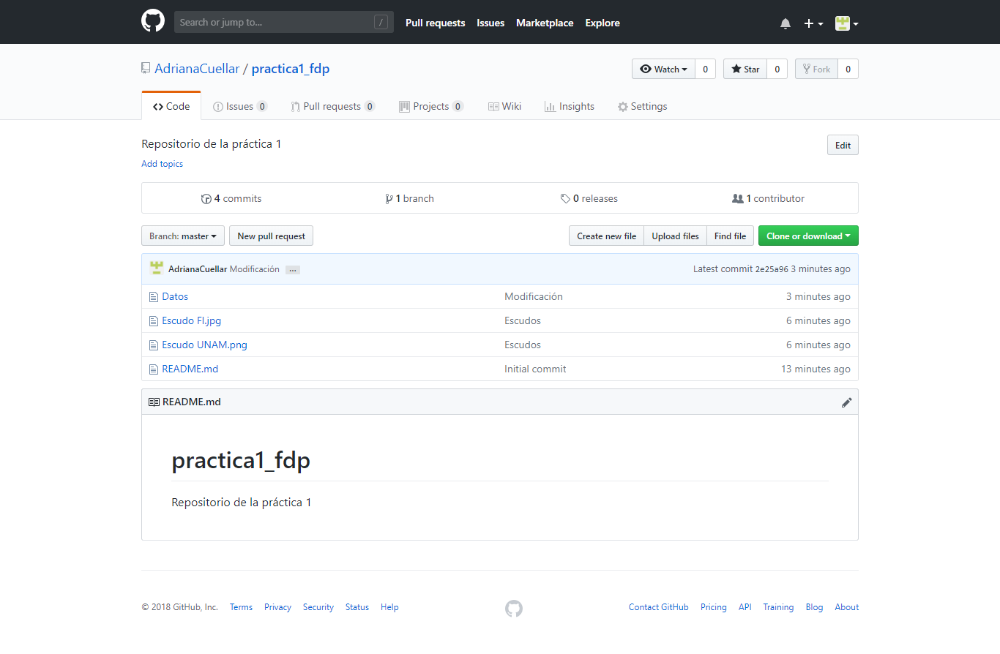 Search or jump to... / Pull requests Issues Marketplace Explore
AdrianaCuellar / practica1_fdp Watch 0 Star 0 Fork 0
Code Issues 0 Pull requests 0 Projects 0 Wiki Insights Settings
Repositorio de la práctica 1 Edit
Add topics
4 commits 1 branch 0 releases 1 contributor
Branch: master New pull request Create new file Upload files Find file Clone or download
AdrianaCuellar Modificación ... Latest commit 2e25a96 3 minutes ago
Datos Modificación 3 minutes ago
Escudo FI.jpg Escudos 6 minutes ago
Escudo UNAM.png Escudos 6 minutes ago
README.md Initial commit 13 minutes ago
README.md
practica1_fdp
Repositorio de la práctica 1
© 2018 GitHub, Inc. Terms Privacy Security Status Help Contact GitHub Pricing API Training Blog About